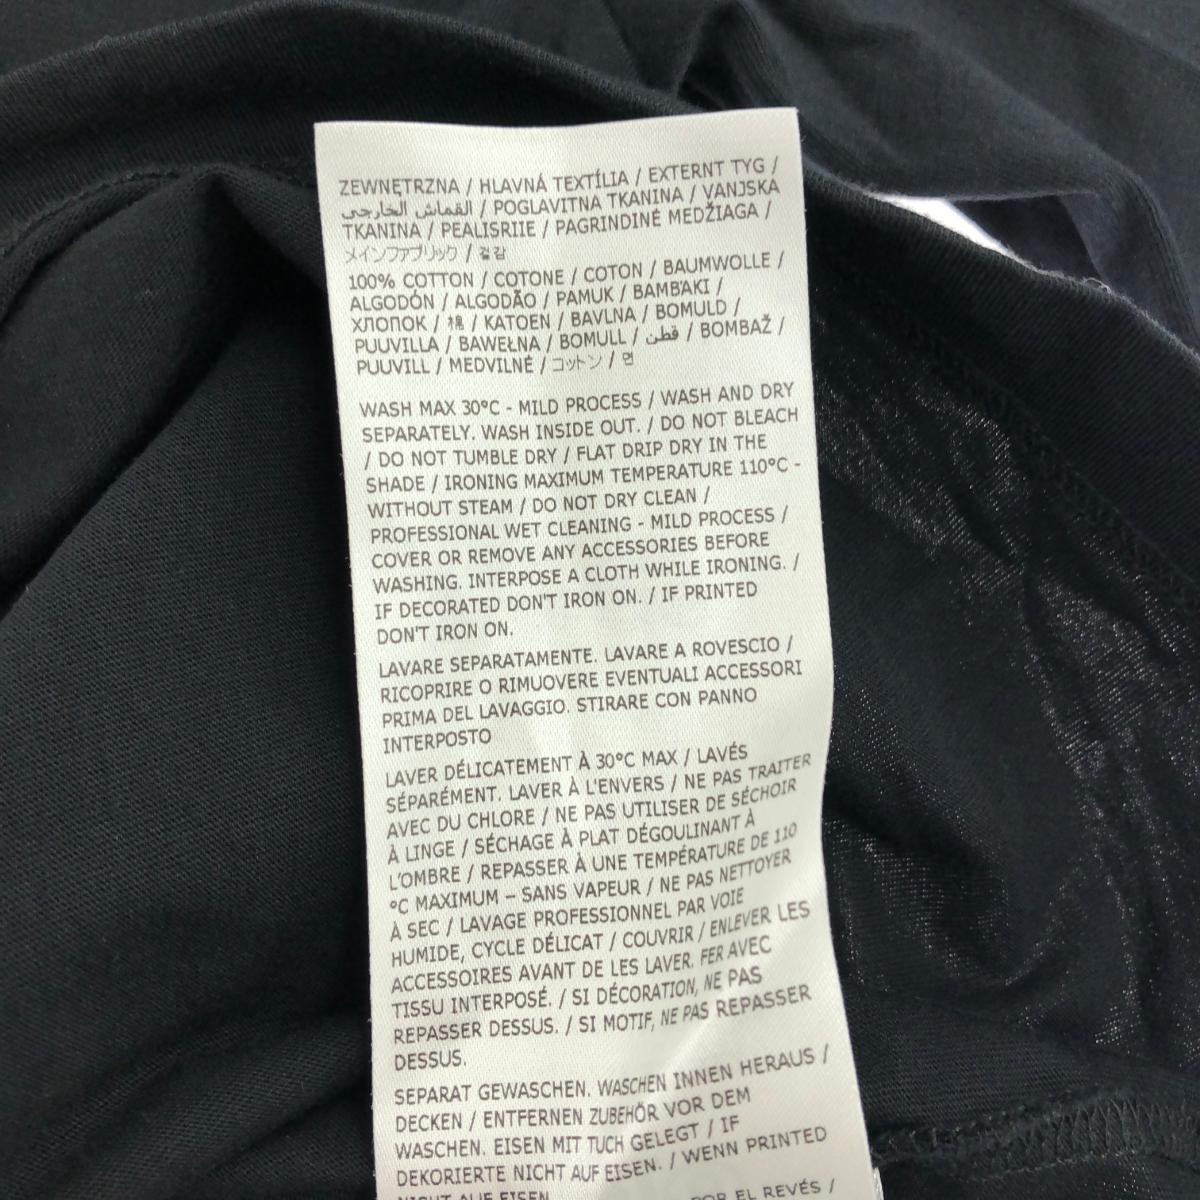 ZEWNĘTRZNA / HLAVNÁ TEXTÍLIA / EXTERNT TYG /
القماش الخارجي / POGLAVITNA TKANINA / VANJSKA
TKANINA / PEALISRIIE / PAGRINDINĖ MEDŽIAGA /
メインファブリック / 겉감
100% COTTON / COTONE / COTON / BAUMWOLLE /
ALGODÓN / ALGODÃO / PAMUK / BAMBAKI /
ХЛОПОК / 棉 / KATOEN / BAVLNA / BOMULD /
PUUVILLA / BAWEŁNA / BOMULL / قطن / BOMBAŽ /
PUUVILL / MEDVILNĖ / コットン / 면
WASH MAX 30°C - MILD PROCESS / WASH AND DRY
SEPARATELY. WASH INSIDE OUT. / DO NOT BLEACH
/ DO NOT TUMBLE DRY / FLAT DRIP DRY IN THE
SHADE / IRONING MAXIMUM TEMPERATURE 110°C -
WITHOUT STEAM / DO NOT DRY CLEAN /
PROFESSIONAL WET CLEANING - MILD PROCESS /
COVER OR REMOVE ANY ACCESSORIES BEFORE
WASHING. INTERPOSE A CLOTH WHILE IRONING. /
IF DECORATED DON'T IRON ON. / IF PRINTED
DON'T IRON ON.
LAVARE SEPARATAMENTE. LAVARE A ROVESCIO /
RICOPRIRE O RIMUOVERE EVENTUALI ACCESSORI
PRIMA DEL LAVAGGIO. STIRARE CON PANNO
INTERPOSTO
LAVER DÉLICATEMENT À 30°C MAX / LAVÉS
SÉPARÉMENT. LAVER À L'ENVERS / NE PAS TRAITER
AVEC DU CHLORE / NE PAS UTILISER DE SÉCHOIR
À LINGE / SÉCHAGE À PLAT DÉGOULINANT À
L'OMBRE / REPASSER À UNE TEMPÉRATURE DE 110
°C MAXIMUM – SANS VAPEUR / NE PAS NETTOYER
À SEC / LAVAGE PROFESSIONNEL PAR VOIE
HUMIDE, CYCLE DÉLICAT / COUVRIR / ENLEVER LES
ACCESSOIRES AVANT DE LES LAVER. FER AVEC
TISSU INTERPOSÉ. / SI DÉCORATION, NE PAS
REPASSER DESSUS. / SI MOTIF, NE PAS REPASSER
DESSUS.
SEPARAT GEWASCHEN. WASCHEN INNEN HERAUS /
DECKEN / ENTFERNEN ZUBEHÖR VOR DEM
WASCHEN. EISEN MIT TUCH GELEGT / IF
DEKORIERTE NICHT AUF EISEN. / WENN PRINTED
NICHT AUF EISEN
POR EL REVÉS /